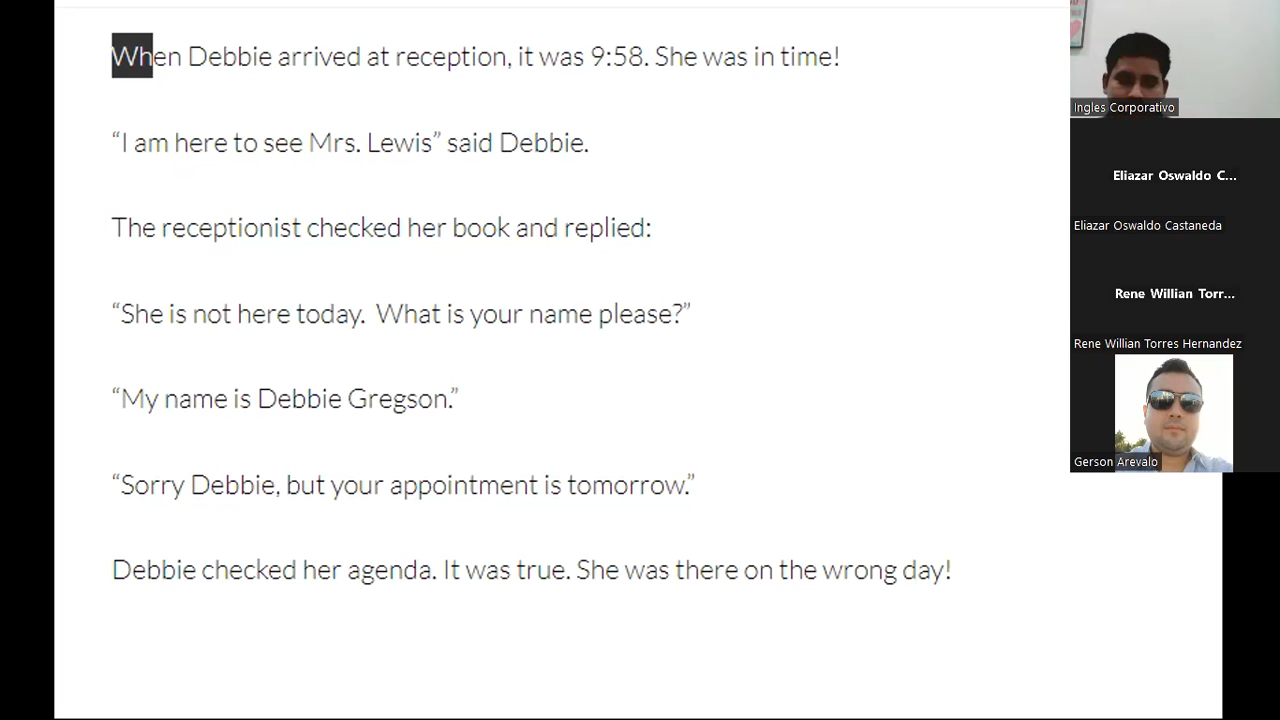 When Debbie arrived at reception, it was 9:58. She was in time!
“I am here to see Mrs. Lewis” said Debbie.
The receptionist checked her book and replied:
“She is not here today.  What is your name please?”
“My name is Debbie Gregson.”
“Sorry Debbie, but your appointment is tomorrow.”
Debbie checked her agenda. It was true. She was there on the wrong day!
Ingles Corporativo
Eliazar Oswaldo C...
Eliazar Oswaldo Castaneda
Rene Willian Torr...
Rene Willian Torres Hernandez
Gerson Arevalo